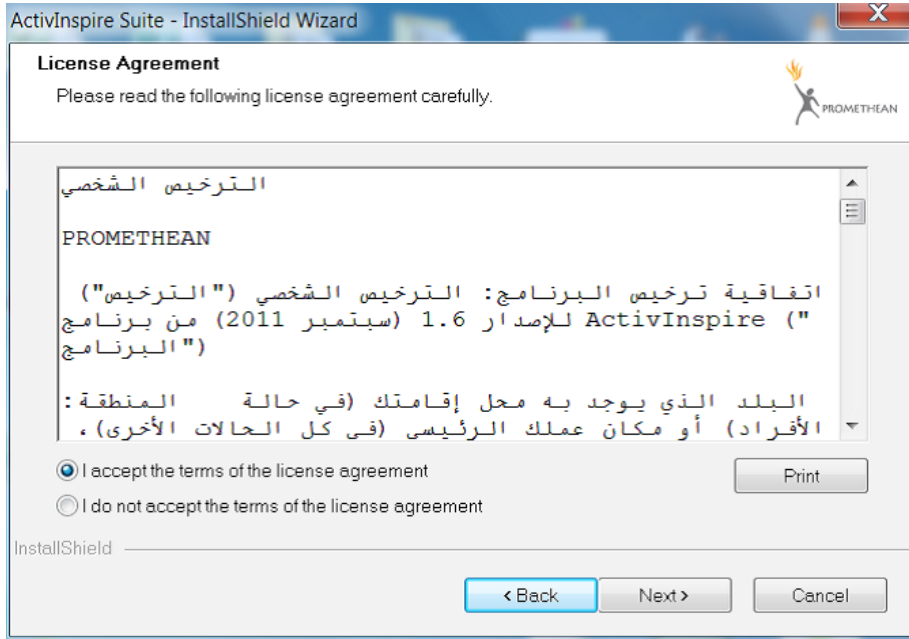 ActivInspire Suite - InstallShield Wizard
License Agreement
Please read the following license agreement carefully.
PROMETHEAN
الترخيص الشخصي
PROMETHEAN
اتفاقية ترخيص البرنامج: الترخيص الشخصي ("الترخيص")
للإصدار 1.6 (سبتمبر 2011) من برنامج ActivInspire ("
البرنامج")
البلد الذي يوجد به محل إقامتك (في حالة المنطقة:
الأفراد) أو مكان عملك الرئيسي (في كل الحالات الأخرى)،
I accept the terms of the license agreement
Print
I do not accept the terms of the license agreement
InstallShield
< Back
Next >
Cancel